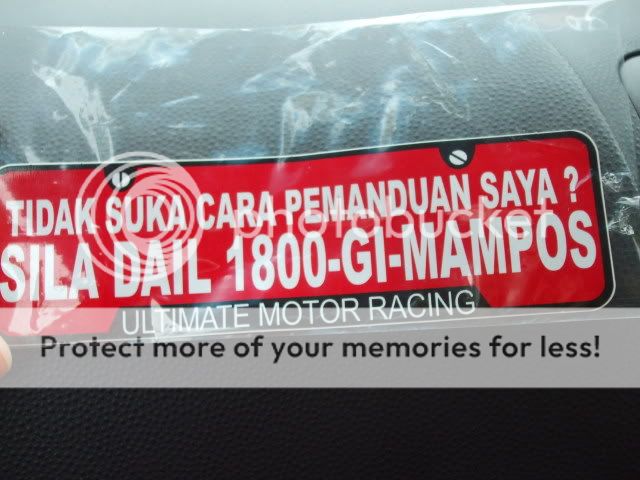 TIDAK SUKA CARA PEMANDUAN SAYA ?
SILA DAIL 1800-GI-MAMPOS
ULTIMATE MOTOR RACING
photobucket
Protect more of your memories for less!